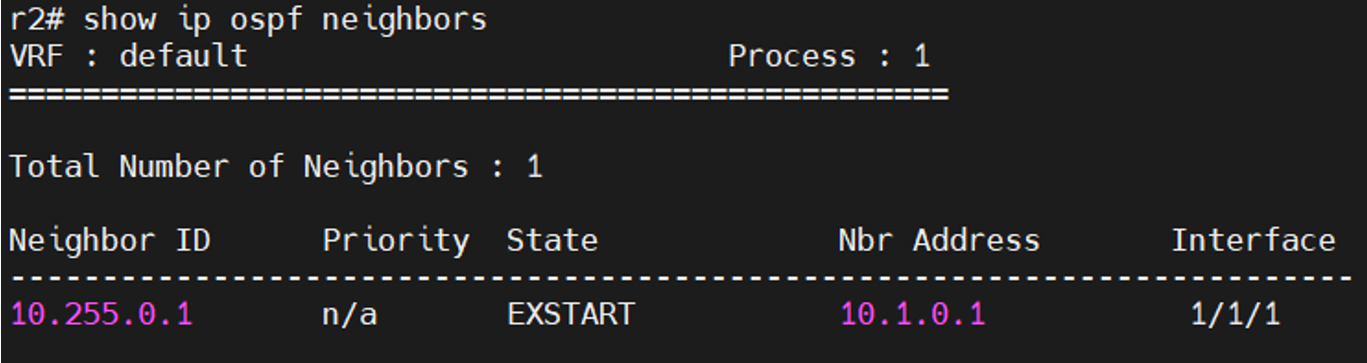 r2# show ip ospf neighbors
VRF : default                          Process : 1
===================================================

Total Number of Neighbors : 1

Neighbor ID      Priority  State             Nbr Address       Interface
-------------------------------------------------------------------------
10.255.0.1       n/a       EXSTART           10.1.0.1           1/1/1